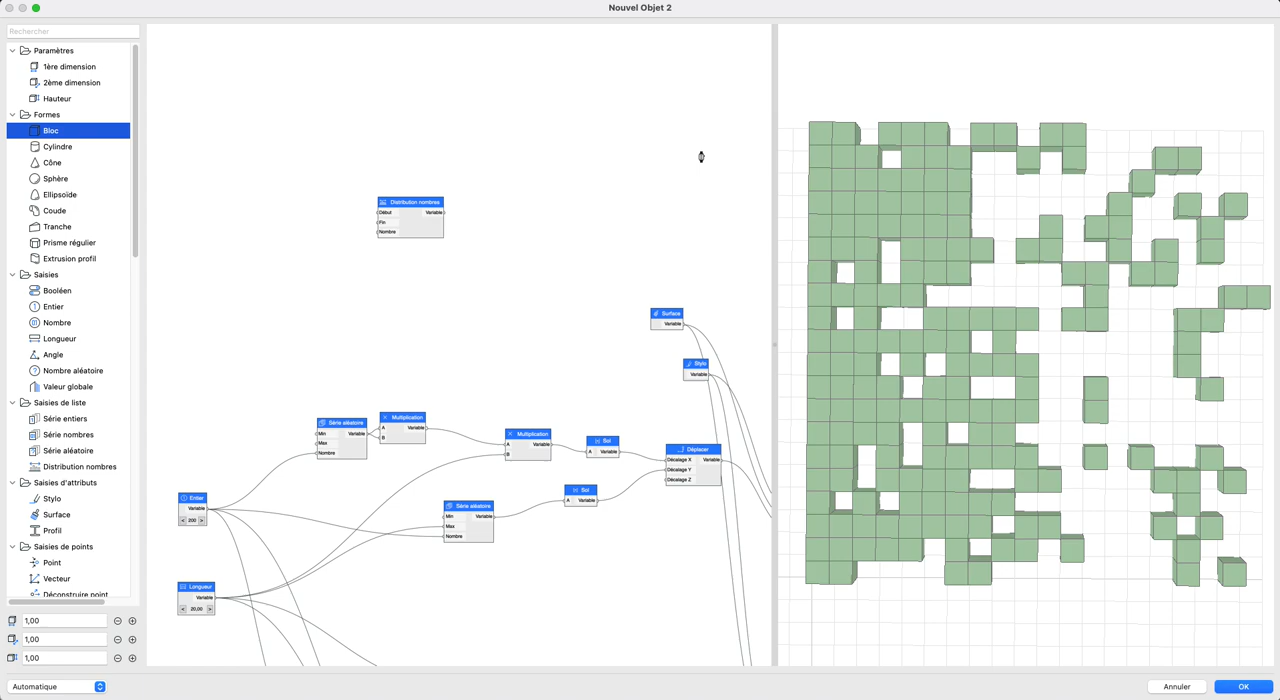 Nouvel Objet 2
Rechercher
Paramètres
1ère dimension
2ème dimension
Hauteur
Formes
Bloc
Cylindre
Cône
Sphère
Ellipsoïde
Coude
Tranche
Prisme régulier
Extrusion profil
Saisies
Booléen
Entier
Nombre
Longueur
Angle
Nombre aléatoire
Valeur globale
Saisies de liste
Série entiers
Série nombres
Série aléatoire
Distribution nombres
Saisies d'attributs
Stylo
Surface
Profil
Saisies de points
Point
Vecteur
Déconstruire point
1,00
1,00
1,00
Automatique
Distribution nombres
Début Variable
Fin
Nombre
Surface
Variable
Stylo
Variable
Série aléatoire
Min Variable
Max
Nombre
Multiplication
A Variable
B
Multiplication
A Variable
B
Sol
A Variable
Déplacer
Décalage X Variable
Décalage Y
Décalage Z
Entier
Variable
< 200 >
Série aléatoire
Min Variable
Max
Nombre
Sol
A Variable
Longueur
Variable
< 20,00 >
Annuler
OK